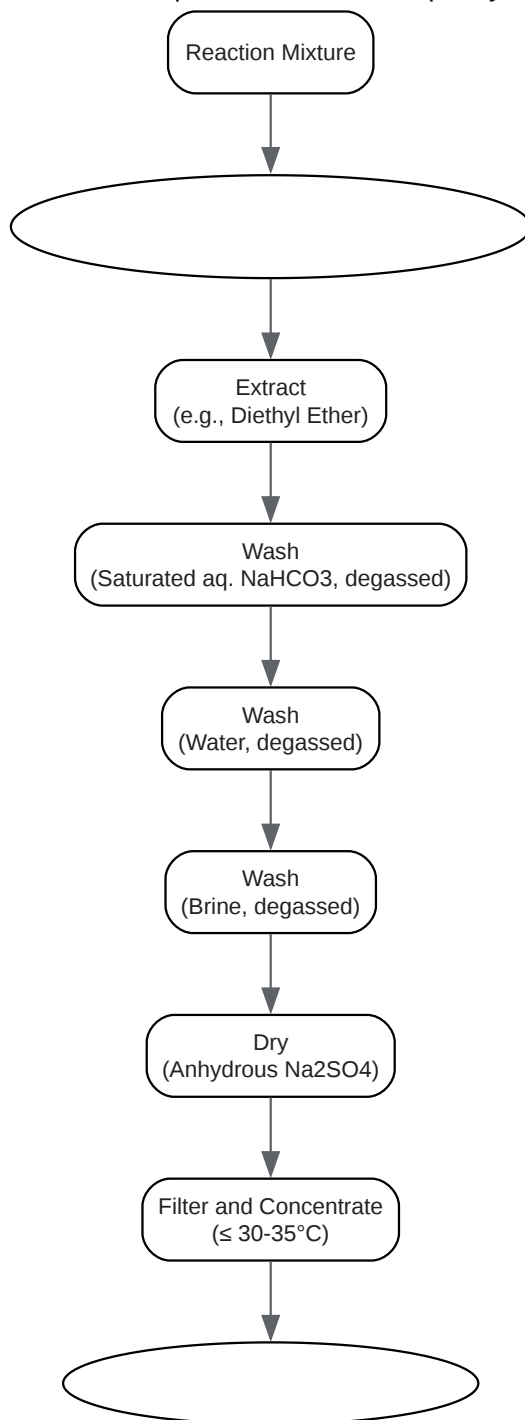 Reaction Mixture
Extract
(e.g., Diethyl Ether)
Wash
(Saturated aq. NaHCO3, degassed)
Wash
(Water, degassed)
Wash
(Brine, degassed)
Dry
(Anhydrous Na2SO4)
Filter and Concentrate
(≤ 30-35°C)